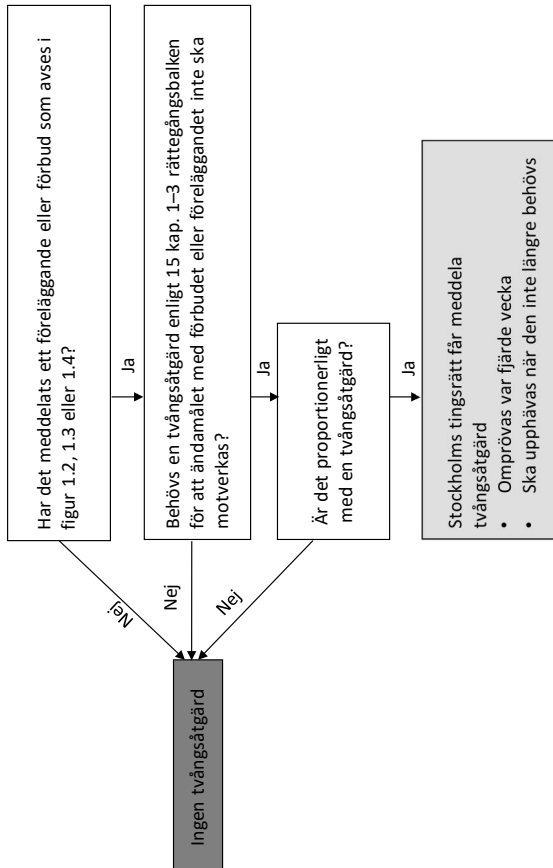 Har det meddelats ett föreläggande eller förbud som avses i
figur 1.2, 1.3 eller 1.4?
Nej
Ja
Behövs en tvångsåtgärd enligt 15 kap. 1–3 rättegångsbalken
för att ändamålet med förbudet eller föreläggandet inte ska
motverkas?
Nej
Ja
Ingen tvångsåtgärd
Är det proportionerligt
med en tvångsåtgärd?
Nej
Ja
Stockholms tingsrätt får meddela
tvångsåtgärd
• Omprövas var fjärde vecka
• Ska upphävas när den inte längre behövs